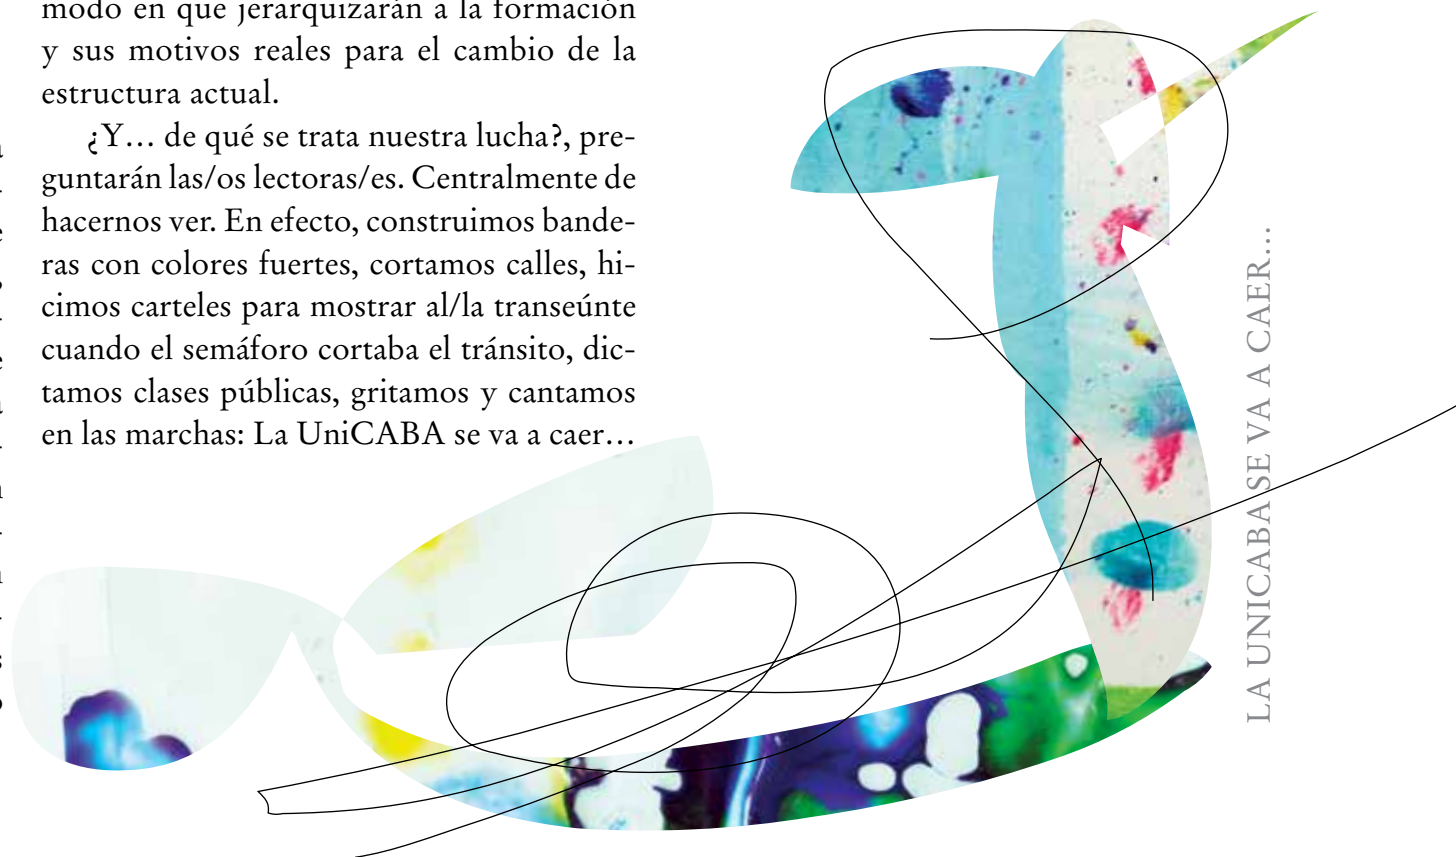 modo en que jerarquizarán a la formación
y sus motivos reales para el cambio de la
estructura actual.
¿Y… de qué se trata nuestra lucha?, pre-
guntarán las/os lectoras/es. Centralmente de
hacernos ver. En efecto, construimos bande-
ras con colores fuertes, cortamos calles, hi-
cimos carteles para mostrar al/la transeúnte
cuando el semáforo cortaba el tránsito, dic-
tamos clases públicas, gritamos y cantamos
en las marchas: La UniCABA se va a caer…
LA UNICABA SE VA A CAER...